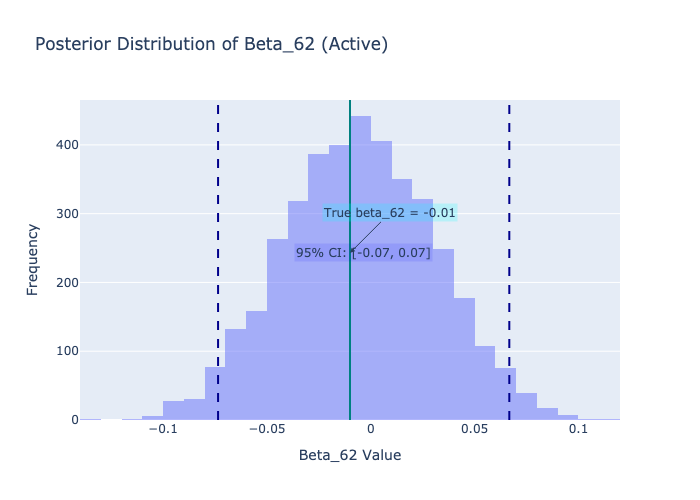 Posterior Distribution of Beta_62 (Active)
400
300
200
100
0
Frequency
True beta_62 = -0.01
95% CI: [-0.07, 0.07]
−0.1
−0.05
0
0.05
0.1
Beta_62 Value